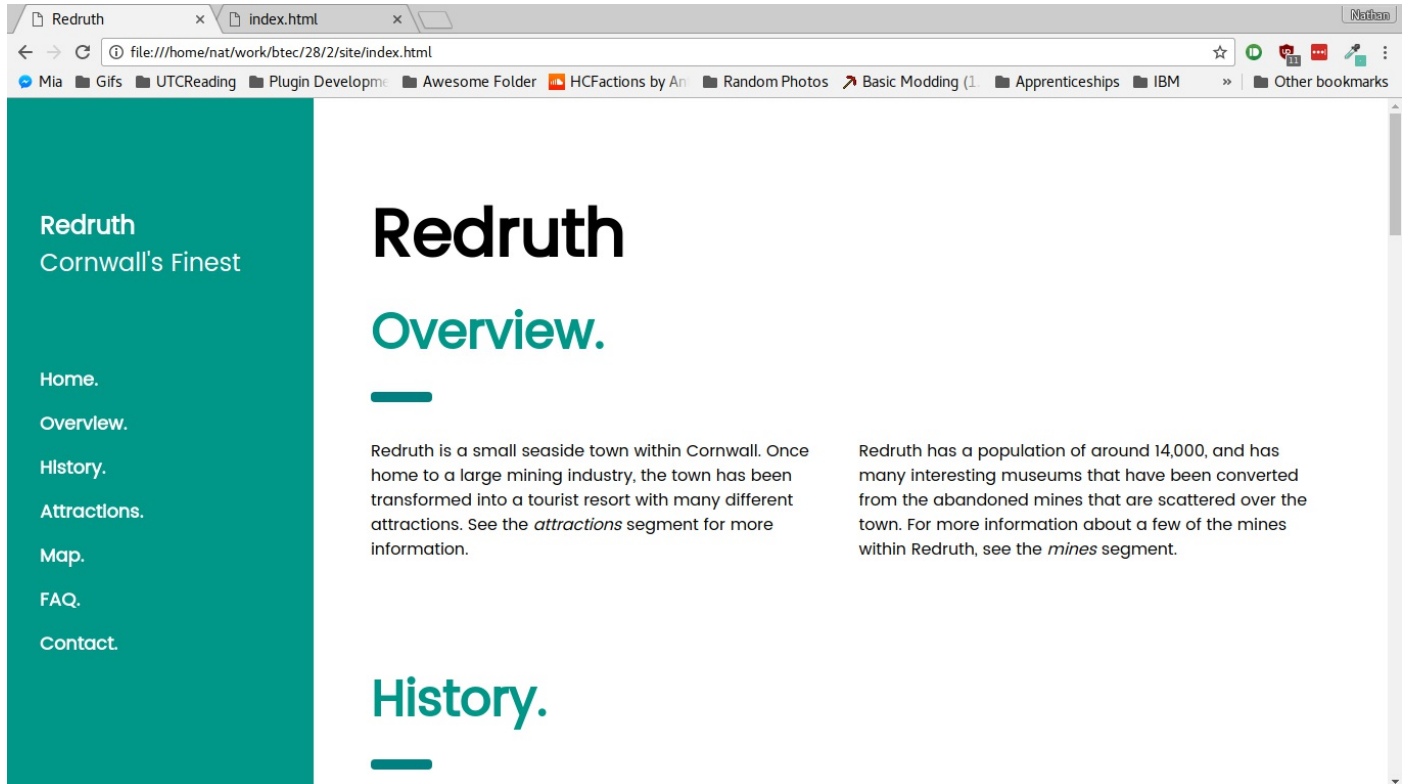 Redruth
index.html
Nathan
file:///home/nat/work/btec/28/2/site/index.html
11
Mia Gifs UTCReading Plugin Developme Awesome Folder HCFactions by An Random Photos Basic Modding (1. Apprenticeships IBM » Other bookmarks
Redruth
Cornwall's Finest
Home.
Overview.
History.
Attractions.
Map.
FAQ.
Contact.
Redruth
Overview.
Redruth is a small seaside town within Cornwall. Once
home to a large mining industry, the town has been
transformed into a tourist resort with many different
attractions. See the attractions segment for more
information.
Redruth has a population of around 14,000, and has
many interesting museums that have been converted
from the abandoned mines that are scattered over the
town. For more information about a few of the mines
within Redruth, see the mines segment.
History.